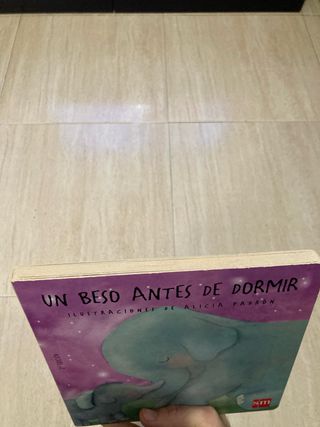 UN BESO ANTES DE DORMIR
ILUSTRACIONES DE ALICIA PADRÓN
sm